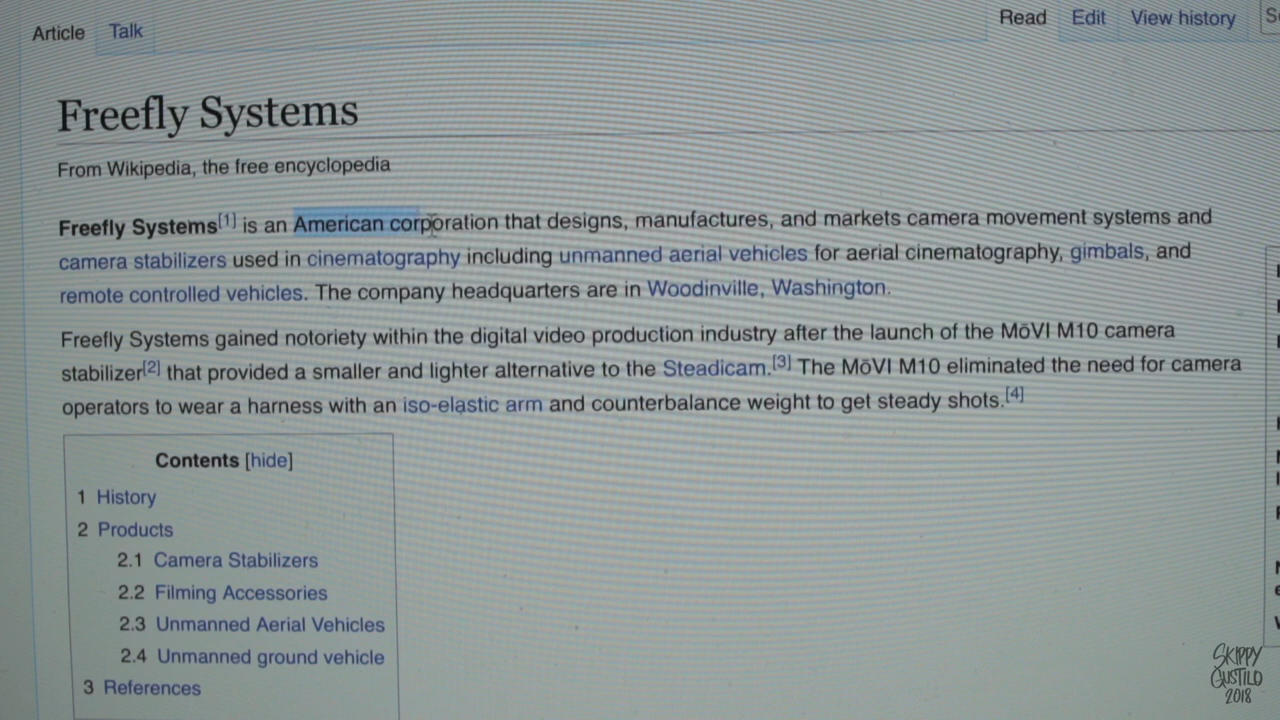 Article Talk Read Edit View history
Freefly Systems
From Wikipedia, the free encyclopedia
Freefly Systems[1] is an American corporation that designs, manufactures, and markets camera movement systems and
camera stabilizers used in cinematography including unmanned aerial vehicles for aerial cinematography, gimbals, and
remote controlled vehicles. The company headquarters are in Woodinville, Washington.
Freefly Systems gained notoriety within the digital video production industry after the launch of the MōVI M10 camera
stabilizer[2] that provided a smaller and lighter alternative to the Steadicam.[3] The MōVI M10 eliminated the need for camera
operators to wear a harness with an iso-elastic arm and counterbalance weight to get steady shots.[4]
Contents [hide]
1 History
2 Products
2.1 Camera Stabilizers
2.2 Filming Accessories
2.3 Unmanned Aerial Vehicles
2.4 Unmanned ground vehicle
3 References
SKIPPY
GUSTILO
2018